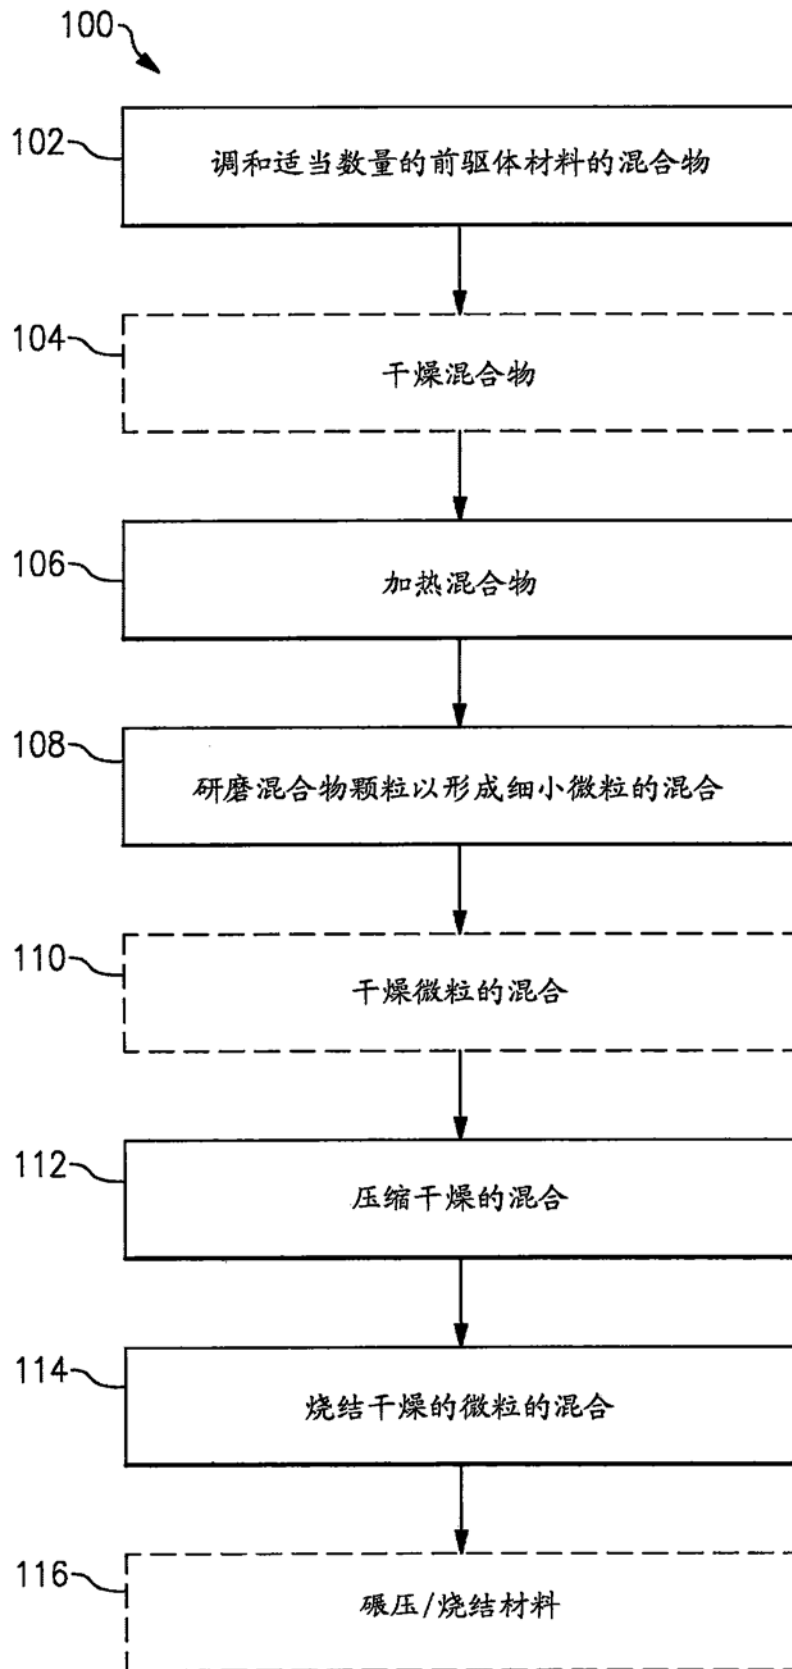 100
102
调和适当数量的前驱体材料的混合物
104
干燥混合物
106
加热混合物
108
研磨混合物颗粒以形成细小微粒的混合
110
干燥微粒的混合
112
压缩干燥的混合
114
烧结干燥的微粒的混合
116
碾压/烧结材料